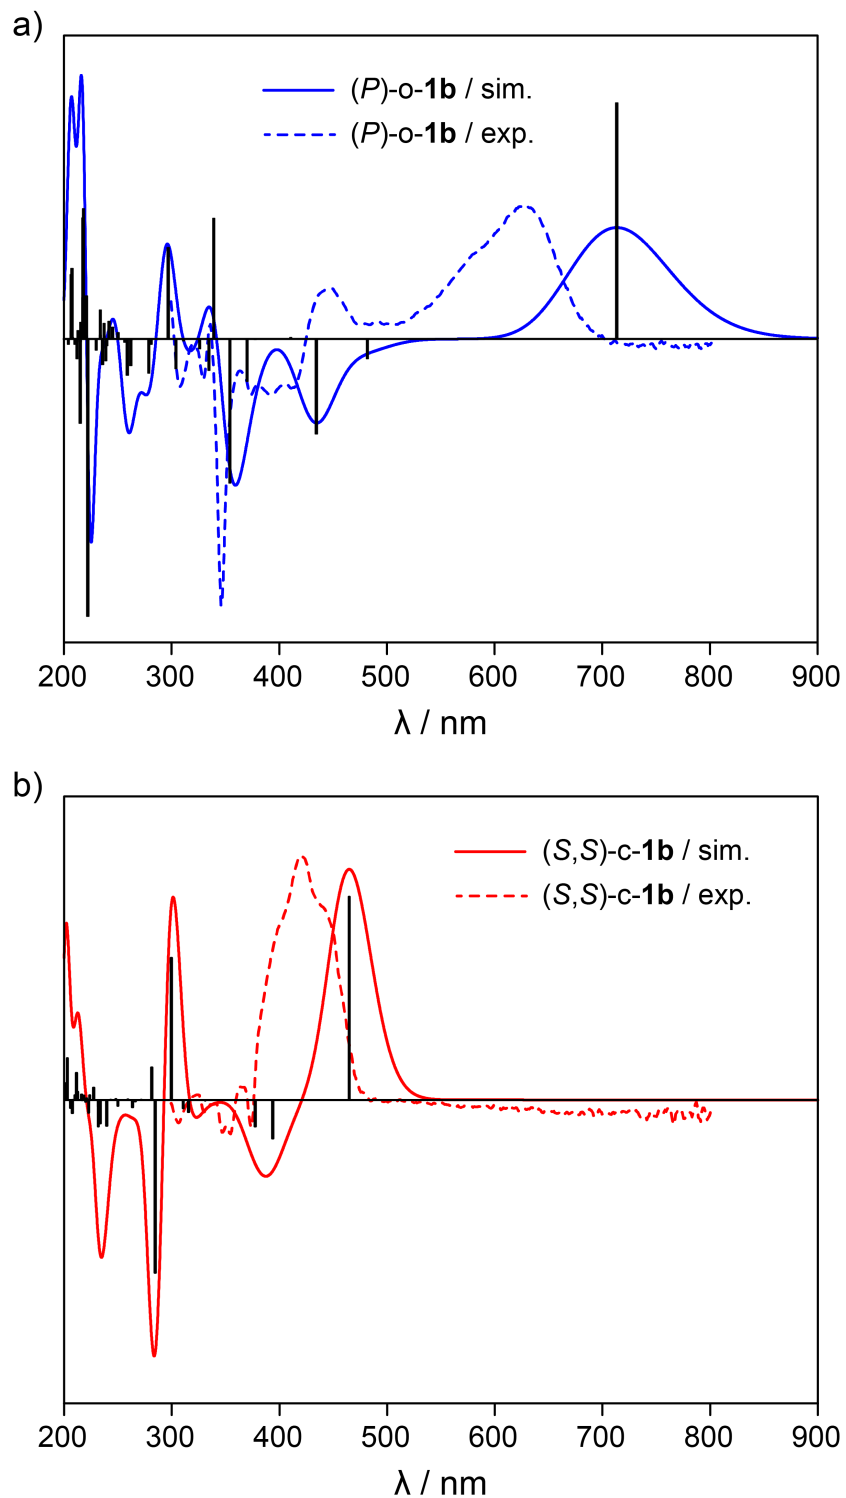 a)
(P)-o-1b / sim.
(P)-o-1b / exp.
200 300 400 500 600 700 800 900
λ / nm
b)
(S,S)-c-1b / sim.
(S,S)-c-1b / exp.
200 300 400 500 600 700 800 900
λ / nm